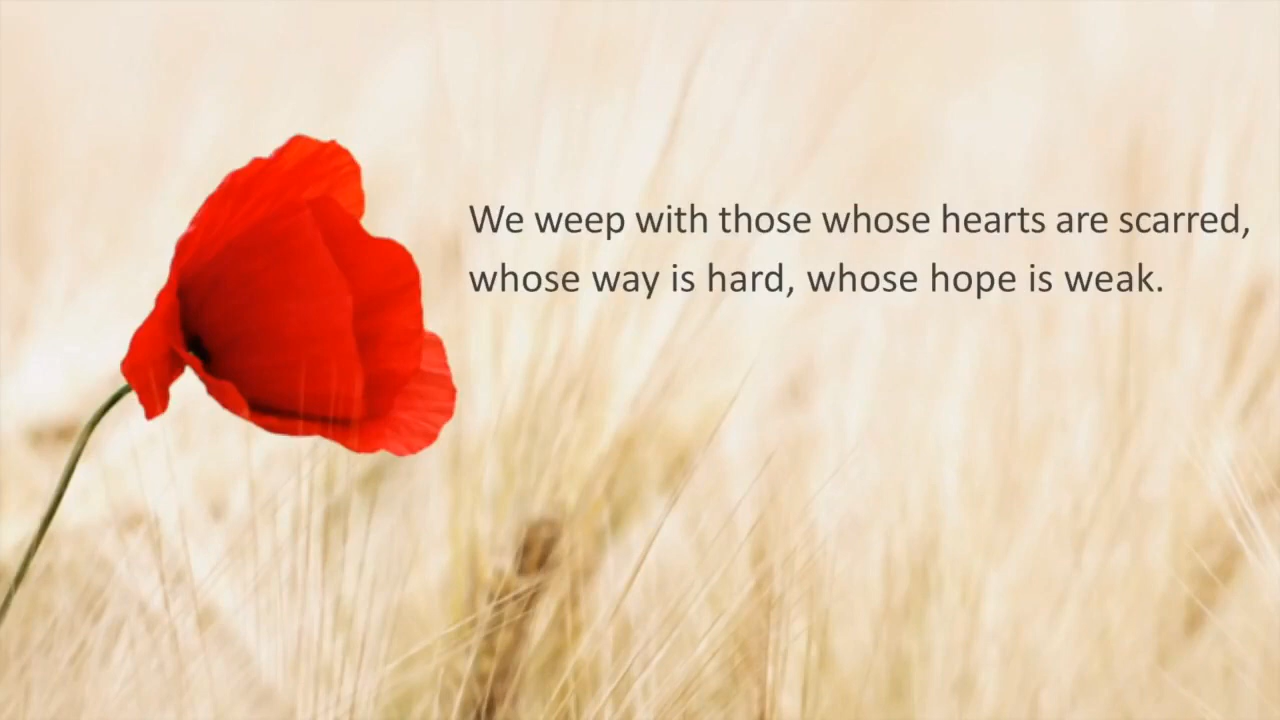 We weep with those whose hearts are scarred,
whose way is hard, whose hope is weak.